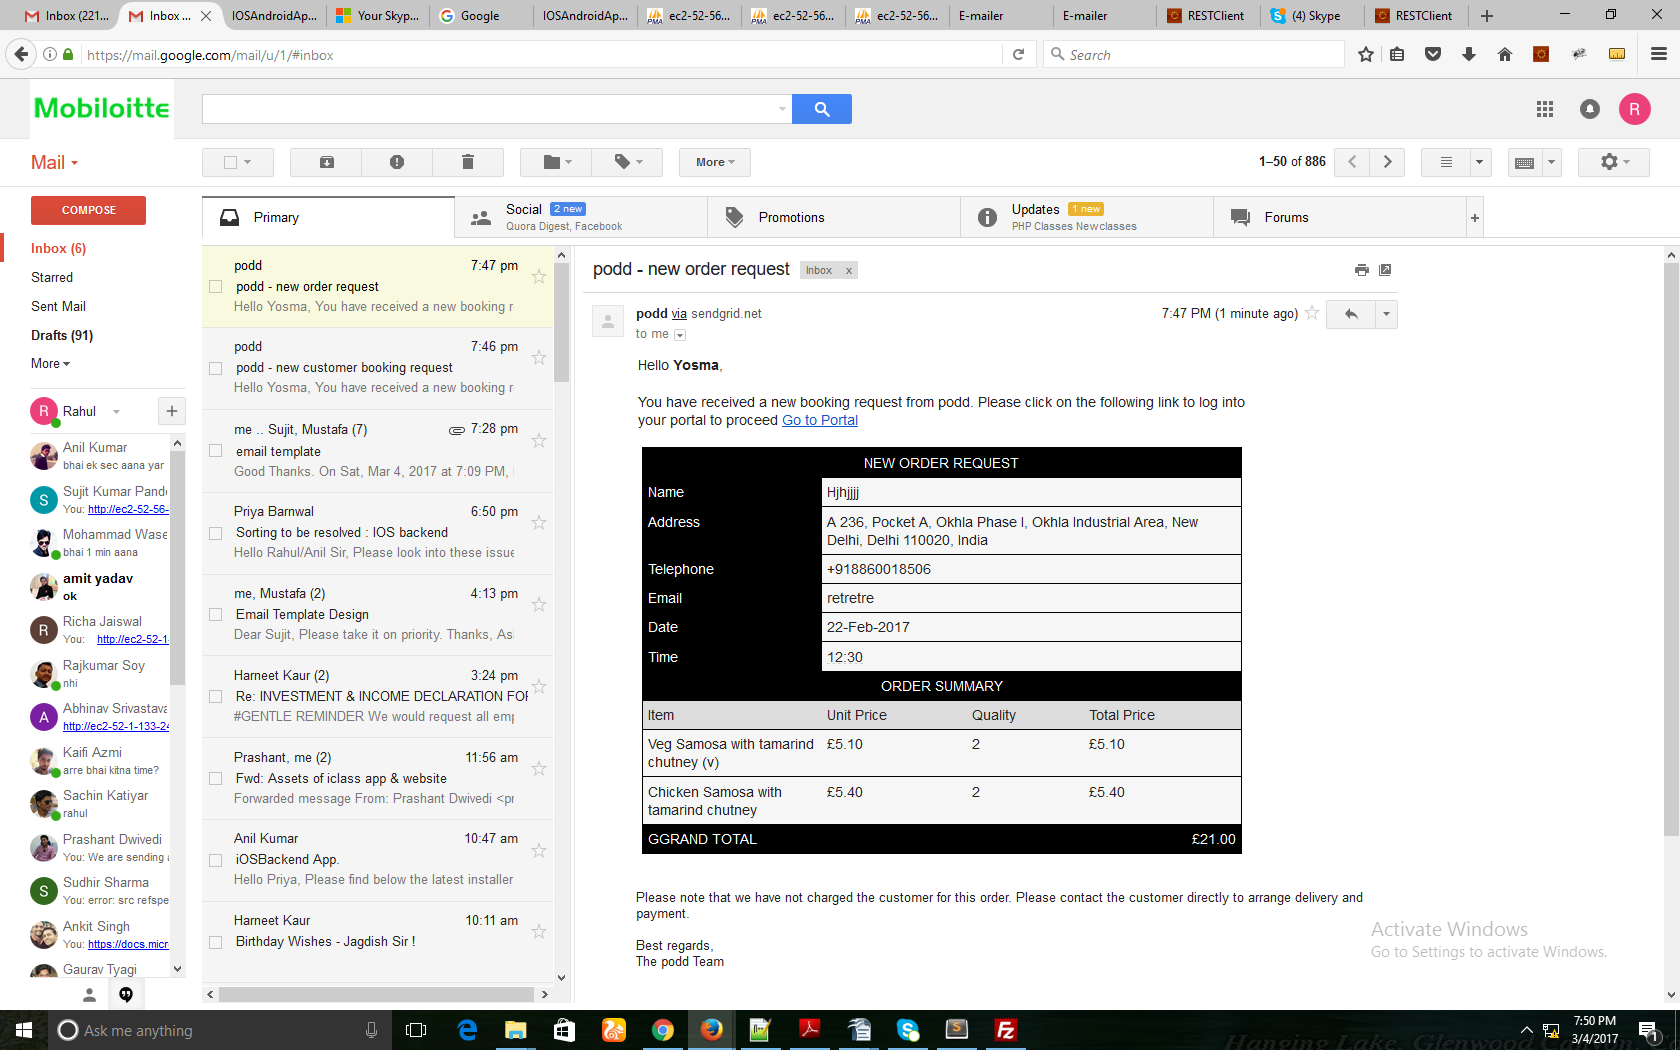 Inbox (221...
Inbox ...
IOSAndroidAp...
Your Skyp...
Google
IOSAndroidAp...
ec2-52-56...
ec2-52-56...
ec2-52-56...
E-mailer
E-mailer
RESTClient
(4) Skype
RESTClient
https://mail.google.com/mail/u/1/#inbox
Search
Mobiloitte
R
Mail
More
1–50 of 886
COMPOSE
Inbox (6)
Starred
Sent Mail
Drafts (91)
More
Primary
Social 2 new
Quora Digest, Facebook
Promotions
Updates 1 new
PHP Classes Newclasses
Forums
R Rahul
Anil Kumar
bhai ek sec aana yar
S Sujit Kumar Pand
You: http://ec2-52-56-
Mohammad Wase
bhai 1 min aana
amit yadav
ok
R Richa Jaiswal
You: http://ec2-52-1-
Rajkumar Soy
nhi
A Abhinav Srivastava
http://ec2-52-1-133-24
Kaifi Azmi
arre bhai kitna time?
Sachin Katiyar
rahul
Prashant Dwivedi
You: We are sending a
S Sudhir Sharma
You: error: src refspe
Ankit Singh
You: https://docs.micr
Gaurav Tyagi
podd 7:47 pm
podd - new order request
Hello Yosma, You have received a new booking r
podd 7:46 pm
podd - new customer booking request
Hello Yosma, You have received a new booking r
me .. Sujit, Mustafa (7) 7:28 pm
email template
Good Thanks. On Sat, Mar 4, 2017 at 7:09 PM,
Priya Barnwal 6:50 pm
Sorting to be resolved : IOS backend
Hello Rahul/Anil Sir, Please look into these issue
me, Mustafa (2) 4:13 pm
Email Template Design
Dear Sujit, Please take it on priority. Thanks, As
Harneet Kaur (2) 3:24 pm
Re: INVESTMENT & INCOME DECLARATION FOR
#GENTLE REMINDER We would request all emp
Prashant, me (2) 11:56 am
Fwd: Assets of iclass app & website
Forwarded message From: Prashant Dwivedi <pr
Anil Kumar 10:47 am
iOSBackend App.
Hello Priya, Please find below the latest installer
Harneet Kaur 10:11 am
Birthday Wishes - Jagdish Sir !
podd - new order request Inbox x
podd via sendgrid.net
7:47 PM (1 minute ago)
to me
Hello Yosma,
You have received a new booking request from podd. Please click on the following link to log into
your portal to proceed Go to Portal
NEW ORDER REQUEST
Name Hjhjjjj
Address A 236, Pocket A, Okhla Phase I, Okhla Industrial Area, New
Delhi, Delhi 110020, India
Telephone +918860018506
Email retretre
Date 22-Feb-2017
Time 12:30
ORDER SUMMARY
Item Unit Price Quality Total Price
Veg Samosa with tamarind £5.10 2 £5.10
chutney (v)
Chicken Samosa with £5.40 2 £5.40
tamarind chutney
GGRAND TOTAL £21.00
Please note that we have not charged the customer for this order. Please contact the customer directly to arrange delivery and
payment.
Best regards,
The podd Team
Activate Windows
Go to Settings to activate Windows.
Ask me anything
7:50 PM
3/4/2017
1